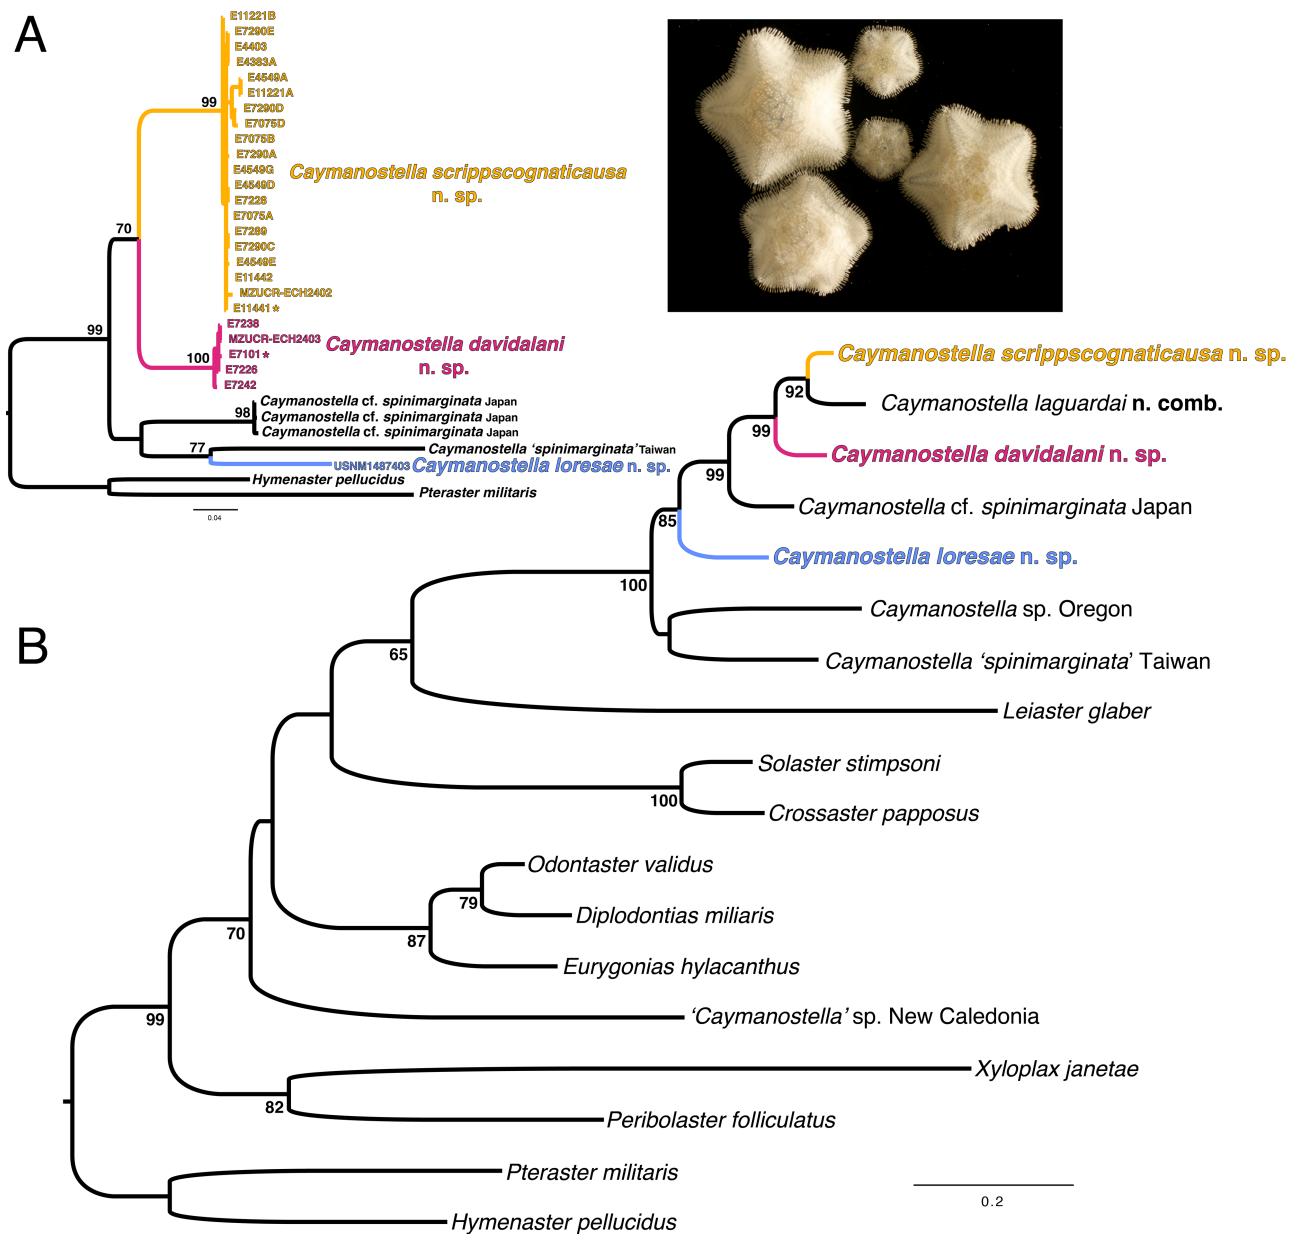 A
E11221B
E7290E
E4403
E4383A
E4549A
E11221A
E7290D
E7075D
E7075B
E7290A
E4549G
E4549D
E7228
E7075A
E7289
E7290C
E4549E
E11442
MZUCR-ECH2402
E11441 *
99
Caymanostella scrippscognaticausa
n. sp.
70
E7238
MZUCR-ECH2403
E7101 *
E7226
E7242
100
Caymanostella davidalani
n. sp.
99
Caymanostella cf. spinimarginata Japan
Caymanostella cf. spinimarginata Japan
Caymanostella cf. spinimarginata Japan
98
Caymanostella 'spinimarginata' Taiwan
77
USNM1487403 Caymanostella loresae n. sp.
Hymenaster pellucidus
Pteraster militaris
0.04
B
Caymanostella scrippscognaticausa n. sp.
92
Caymanostella laguardai n. comb.
99
Caymanostella davidalani n. sp.
99
Caymanostella cf. spinimarginata Japan
85
Caymanostella loresae n. sp.
100
Caymanostella sp. Oregon
Caymanostella 'spinimarginata' Taiwan
65
Leiaster glaber
Solaster stimpsoni
100
Crossaster papposus
Odontaster validus
79
Diplodontias miliaris
87
Eurygonias hylacanthus
70
'Caymanostella' sp. New Caledonia
99
Xyloplax janetae
82
Peribolaster folliculatus
Pteraster militaris
Hymenaster pellucidus
0.2